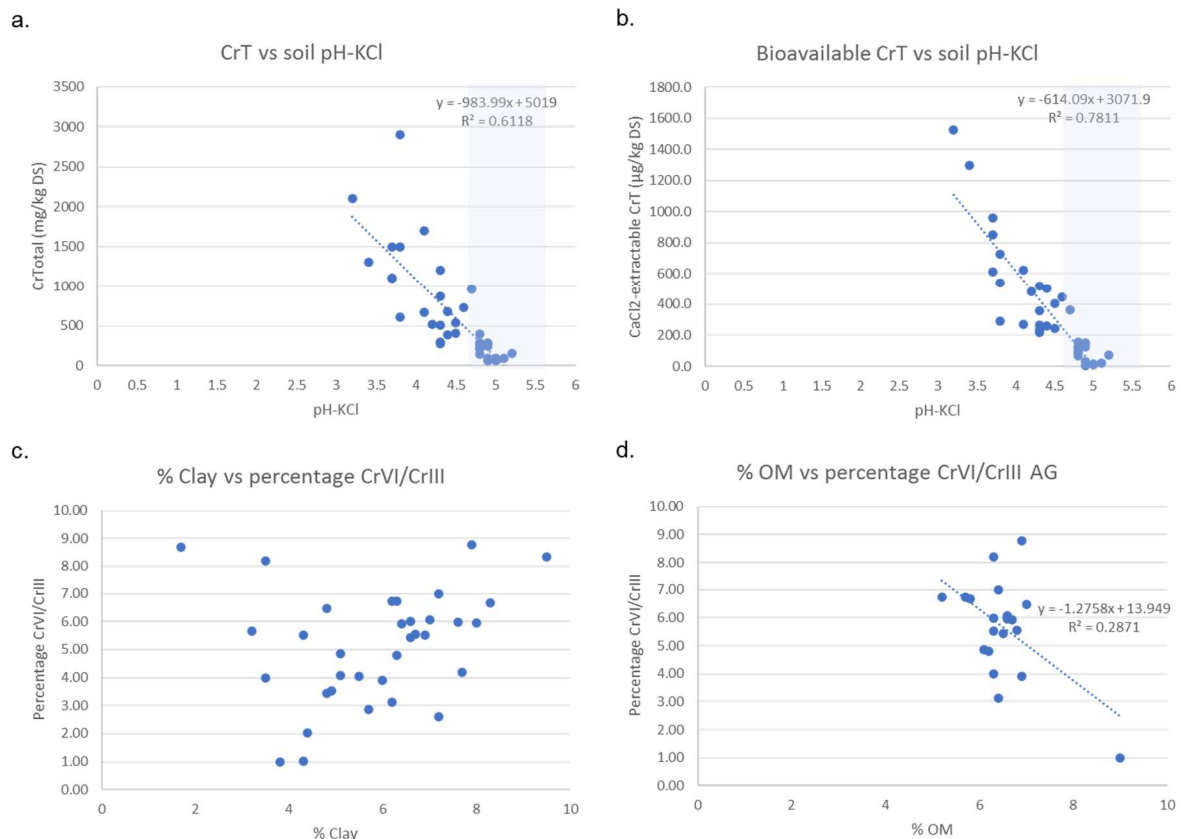 a.
CrT vs soil pH-KCl
CrTotal (mg/kg DS)
3500
3000
2500
2000
1500
1000
500
0
y = -983.99x + 5019
R² = 0.6118
0 0.5 1 1.5 2 2.5 3 3.5 4 4.5 5 5.5 6
pH-KCl
b.
Bioavailable CrT vs soil pH-KCl
CaCl2-extractable CrT (µg/kg DS)
1800.0
1600.0
1400.0
1200.0
1000.0
800.0
600.0
400.0
200.0
0.0
y = -614.09x + 3071.9
R² = 0.7811
0 0.5 1 1.5 2 2.5 3 3.5 4 4.5 5 5.5 6
pH-KCl
c.
% Clay vs percentage CrVI/CrIII
Percentage CrVI/CrIII
10.00
9.00
8.00
7.00
6.00
5.00
4.00
3.00
2.00
1.00
0.00
0 2 4 6 8 10
% Clay
d.
% OM vs percentage CrVI/CrIII AG
Percentage CrVI/CrIII
10.00
9.00
8.00
7.00
6.00
5.00
4.00
3.00
2.00
1.00
0.00
y = -1.2758x + 13.949
R² = 0.2871
0 2 4 6 8 10
% OM